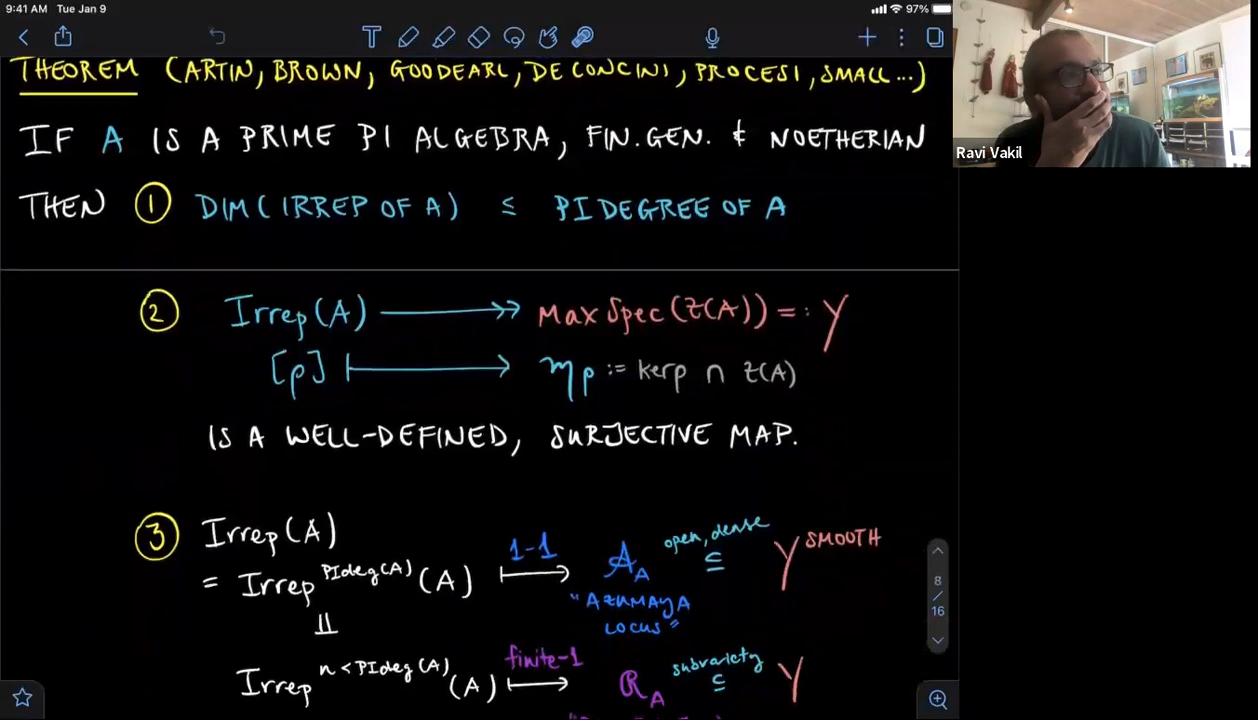 9:41 AM Tue Jan 9
97%
THEOREM (ARTIN, BROWN, GOODEARL, DE CONCINI, PROCESI, SMALL ...)
IF A IS A PRIME PI ALGEBRA, FIN. GEN. & NOETHERIAN
THEN ① DIM(IRREP OF A) ≤ PI DEGREE OF A
② Irrep(A) ↠ MaxSpec(Z(A)) =: Y
[ρ] ↦ 𝔪ρ := kerρ ∩ Z(A)
IS A WELL-DEFINED, SURJECTIVE MAP.
③ Irrep(A)
= Irrep^PIdeg(A) (A) 1-1 ↦ 𝒜_A open, dense ⊆ Y^SMOOTH
"AZUMAYA LOCUS"
⊔
Irrep^n < PIdeg(A) (A) finite-1 ↦ ℛ_A subvariety ⊆ Y
8 / 16
Ravi Vakil